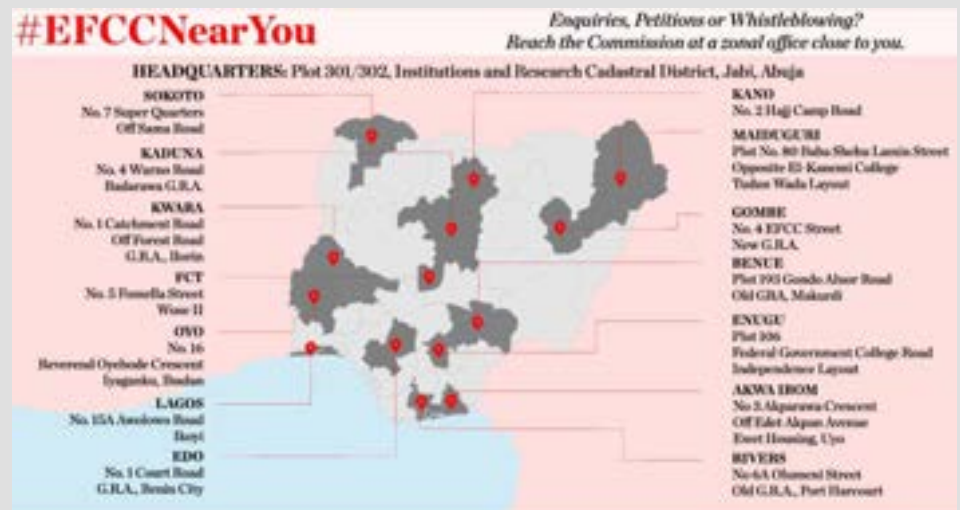 #EFCCNearYou
Enquiries, Petitions or Whistleblowing?
Reach the Commission at a zonal office close to you.
HEADQUARTERS: Plot 301/302, Institutions and Research Cadastral District, Jabi, Abuja
SOKOTO
No. 7 Super Quarters
Off Sama Road
KADUNA
No. 4 Wurno Road
Badarawa G.R.A.
KWARA
No. 1 Catchment Road
Off Forest Road
G.R.A., Ilorin
FCT
No. 5 Fomella Street
Wuse II
OYO
No. 16
Reverend Oyebode Crescent
Iyaganku, Ibadan
LAGOS
No. 15A Awolowo Road
Ikoyi
EDO
No. 1 Court Road
G.R.A., Benin City
KANO
No. 2 Hajj Camp Road
MAIDUGURI
Plot No. 80 Baba Shehu Street
Opposite El-Kanemi College
Tudun Wada Layout
GOMBE
No. 4 EFCC Street
New G.R.A.
BENUE
Plot Gondo Aluor Road
Old GRA, Makurdi
ENUGU
Plot 106
Federal Government College Road
Independence Layout
AKWA IBOM
No 3 Akparawa Crescent
Off Edet Akpan Avenue
Ewet Housing, Uyo
RIVERS
No 6A Olumeni Street
Old G.R.A., Port Harcourt